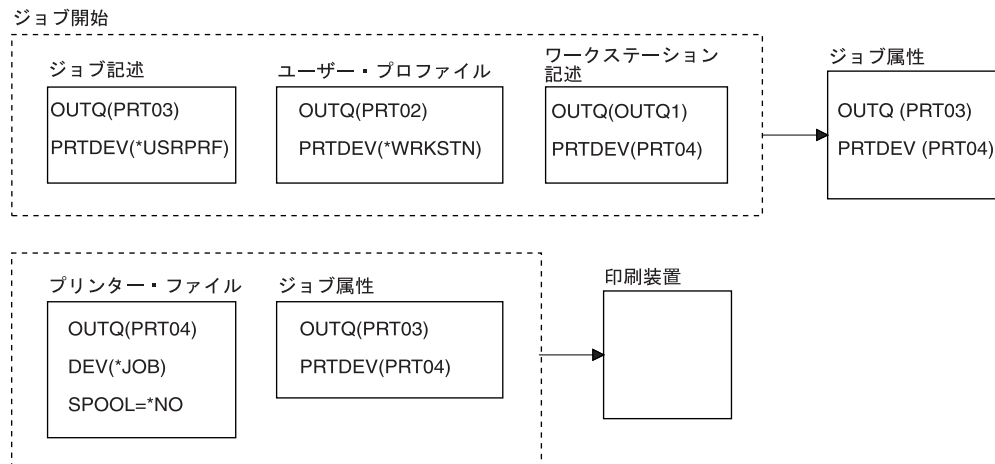 ジョブ開始
ジョブ記述
OUTQ(PRT03)
PRTDEV(*USRPRF)
ユーザー・プロファイル
OUTQ(PRT02)
PRTDEV(*WRKSTN)
ワークステーション
記述
OUTQ(OUTQ1)
PRTDEV(PRT04)
ジョブ属性
OUTQ (PRT03)
PRTDEV (PRT04)
プリンター・ファイル
OUTQ(PRT04)
DEV(*JOB)
SPOOL=*NO
ジョブ属性
OUTQ(PRT03)
PRTDEV(PRT04)
印刷装置